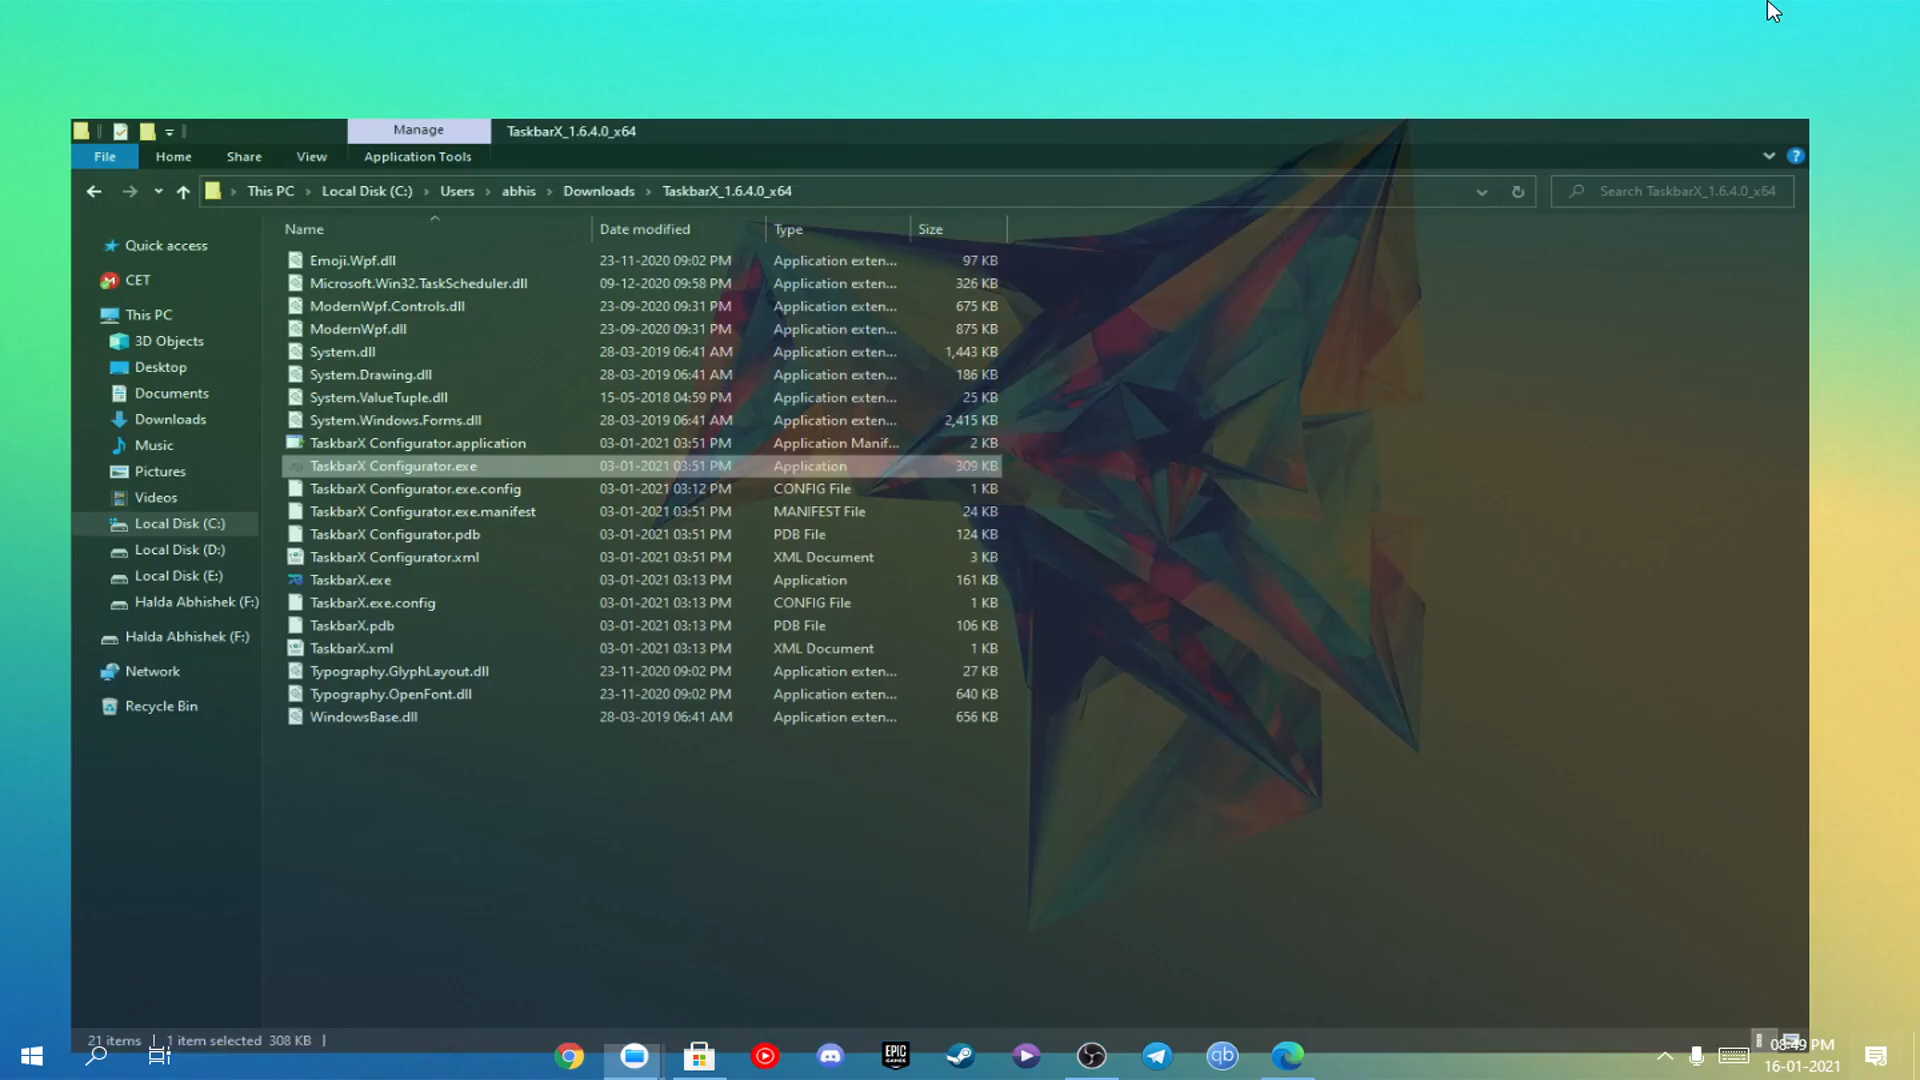 Manage TaskbarX_1.6.4.0_x64
File Home Share View Application Tools
This PC Local Disk (C:) Users abhis Downloads TaskbarX_1.6.4.0_x64 Search TaskbarX_1.6.4.0_x64
Name Date modified Type Size
Quick access
CET
This PC
3D Objects
Desktop
Documents
Downloads
Music
Pictures
Videos
Local Disk (C:)
Local Disk (D:)
Local Disk (E:)
Halda Abhishek (F:)
Halda Abhishek (F:)
Network
Recycle Bin
Emoji.Wpf.dll 23-11-2020 09:02 PM Application exten... 97 KB
Microsoft.Win32.TaskScheduler.dll 09-12-2020 09:58 PM Application exten... 326 KB
ModernWpf.Controls.dll 23-09-2020 09:31 PM Application exten... 675 KB
ModernWpf.dll 23-09-2020 09:31 PM Application exten... 875 KB
System.dll 28-03-2019 06:41 AM Application exten... 1,443 KB
System.Drawing.dll 28-03-2019 06:41 AM Application exten... 186 KB
System.ValueTuple.dll 15-05-2018 04:59 PM Application exten... 25 KB
System.Windows.Forms.dll 28-03-2019 06:41 AM Application exten... 2,415 KB
TaskbarX Configurator.application 03-01-2021 03:51 PM Application Manif... 2 KB
TaskbarX Configurator.exe 03-01-2021 03:51 PM Application 309 KB
TaskbarX Configurator.exe.config 03-01-2021 03:12 PM CONFIG File 1 KB
TaskbarX Configurator.exe.manifest 03-01-2021 03:51 PM MANIFEST File 24 KB
TaskbarX Configurator.pdb 03-01-2021 03:51 PM PDB File 124 KB
TaskbarX Configurator.xml 03-01-2021 03:51 PM XML Document 3 KB
TaskbarX.exe 03-01-2021 03:13 PM Application 161 KB
TaskbarX.exe.config 03-01-2021 03:13 PM CONFIG File 1 KB
TaskbarX.pdb 03-01-2021 03:13 PM PDB File 106 KB
TaskbarX.xml 03-01-2021 03:13 PM XML Document 1 KB
Typography.GlyphLayout.dll 23-11-2020 09:02 PM Application exten... 27 KB
Typography.OpenFont.dll 23-11-2020 09:02 PM Application exten... 640 KB
WindowsBase.dll 28-03-2019 06:41 AM Application exten... 656 KB
21 items 1 item selected 308 KB
EPIC GAMES
qb
08:49 PM
16-01-2021